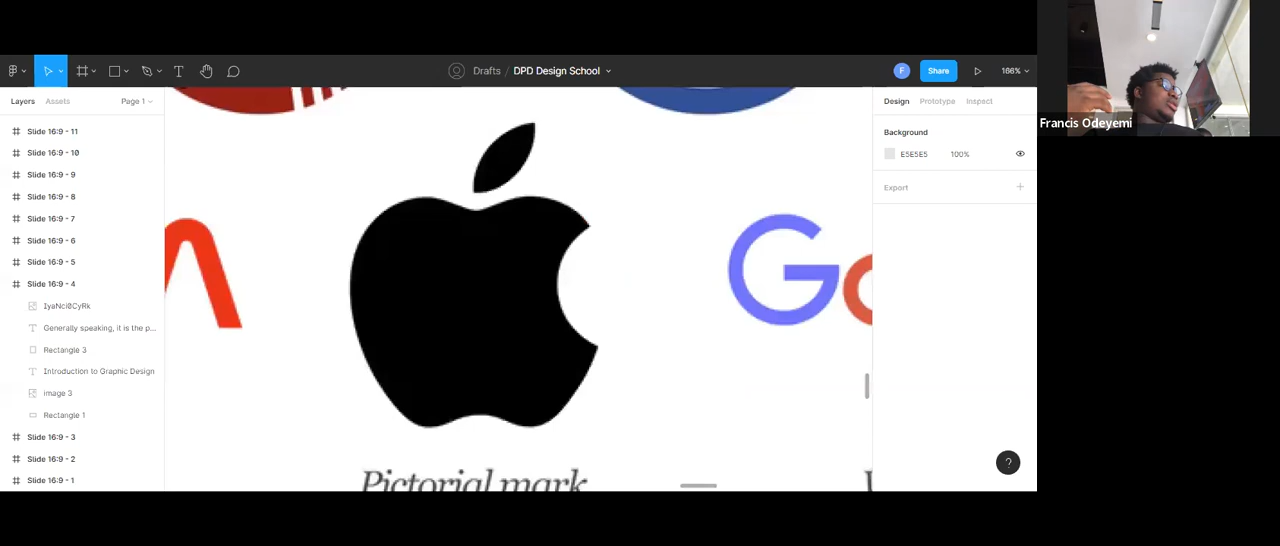 Drafts / DPD Design School
F
Share
166%
Layers
Assets
Page 1
Slide 16:9 - 11
Slide 16:9 - 10
Slide 16:9 - 9
Slide 16:9 - 8
Slide 16:9 - 7
Slide 16:9 - 6
Slide 16:9 - 5
Slide 16:9 - 4
Generally speaking, it is the p...
Rectangle 3
Introduction to Graphic Design
image 3
Rectangle 1
Slide 16:9 - 3
Slide 16:9 - 2
Slide 16:9 - 1
Go
Pictorial mark
Design
Prototype
Inspect
Background
E5E5E5
100%
Export
?
Francis Odeyemi